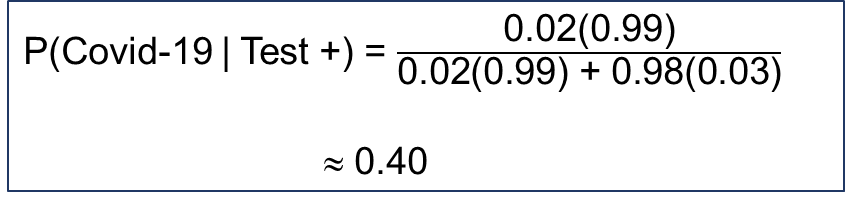 P(Covid-19 | Test +) = 0.02(0.99)
0.02(0.99) + 0.98(0.03)
≈ 0.40